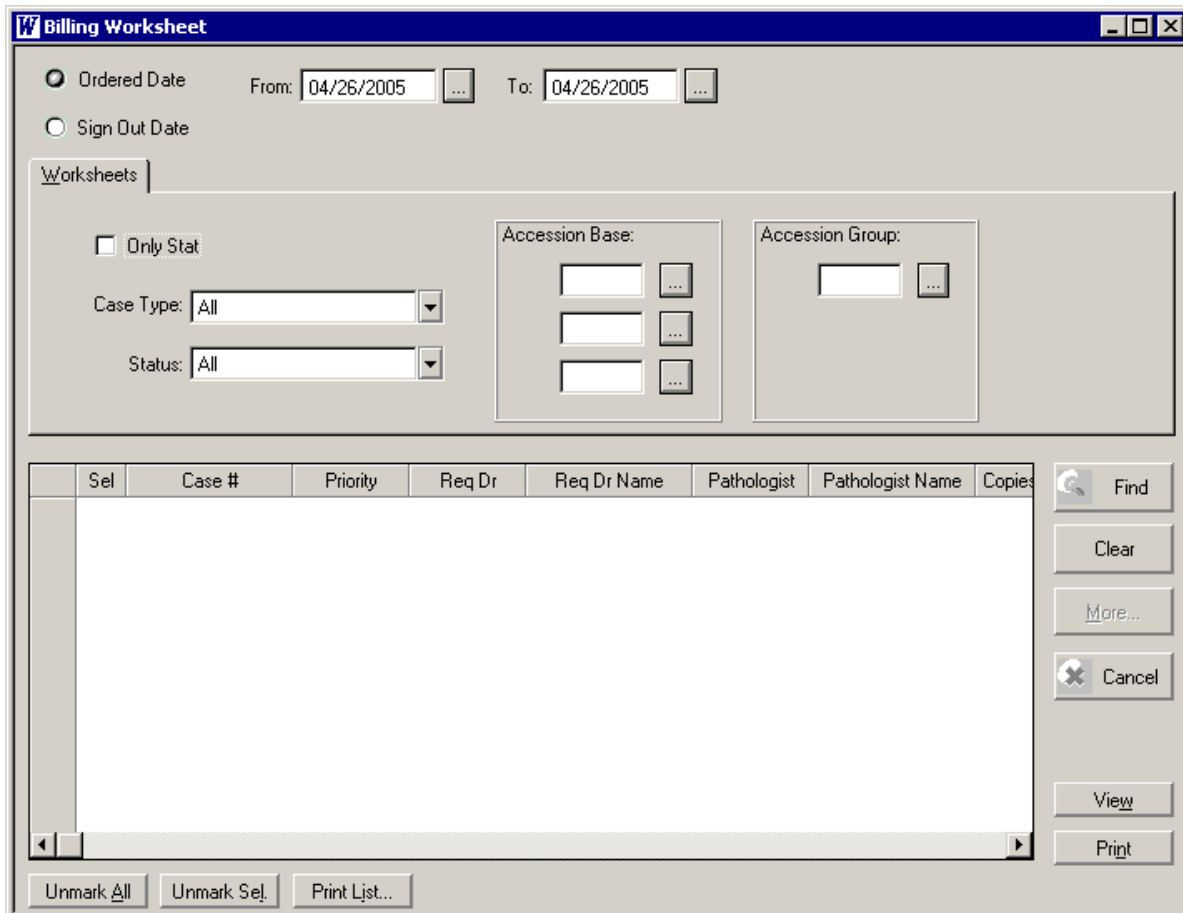 W Billing Worksheet
Ordered Date From: 04/26/2005 ... To: 04/26/2005 ...
Sign Out Date
Worksheets
Only Stat Accession Base: Accession Group:
... ...
Case Type: All
...
Status: All
...
Sel Case # Priority Req Dr Req Dr Name Pathologist Pathologist Name Copies
Find
Clear
More...
Cancel
View
Print
Unmark All Unmark Sel. Print List...